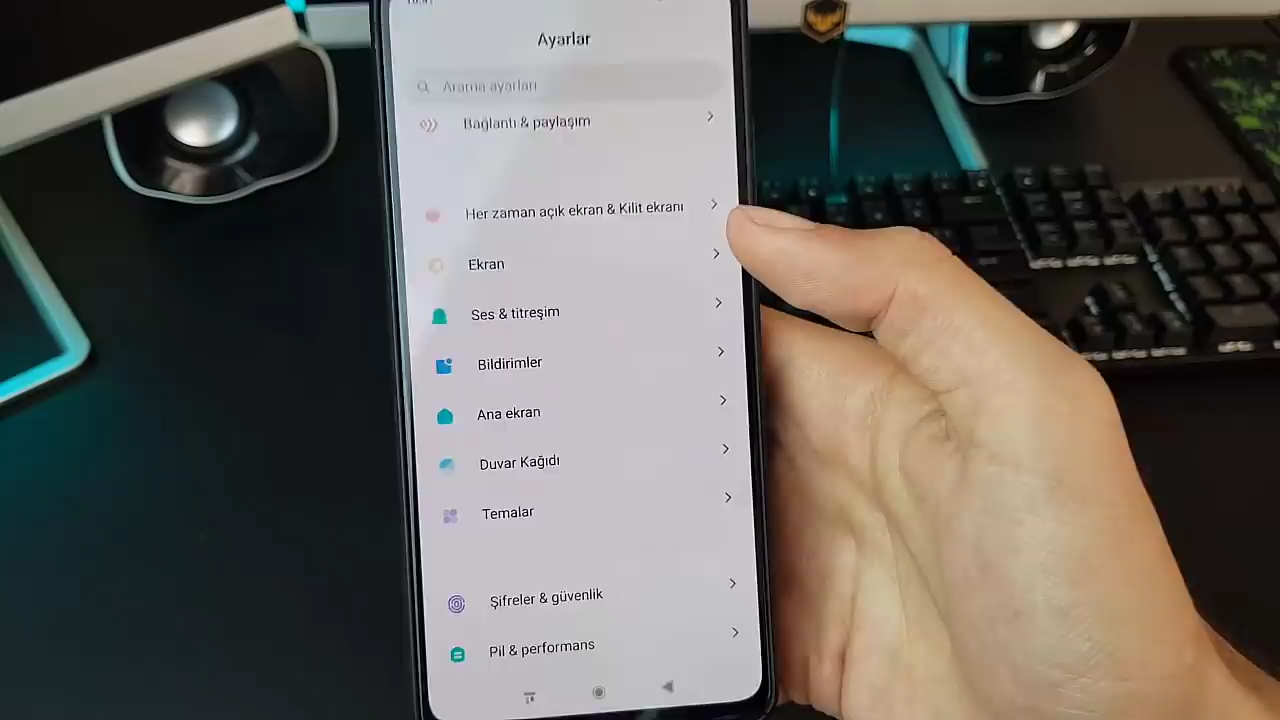 Ayarlar
Arama ayarları
Bağlantı & paylaşım
Her zaman açık ekran & Kilit ekranı
Ekran
Ses & titreşim
Bildirimler
Ana ekran
Duvar Kağıdı
Temalar
Şifreler & güvenlik
Pil & performans